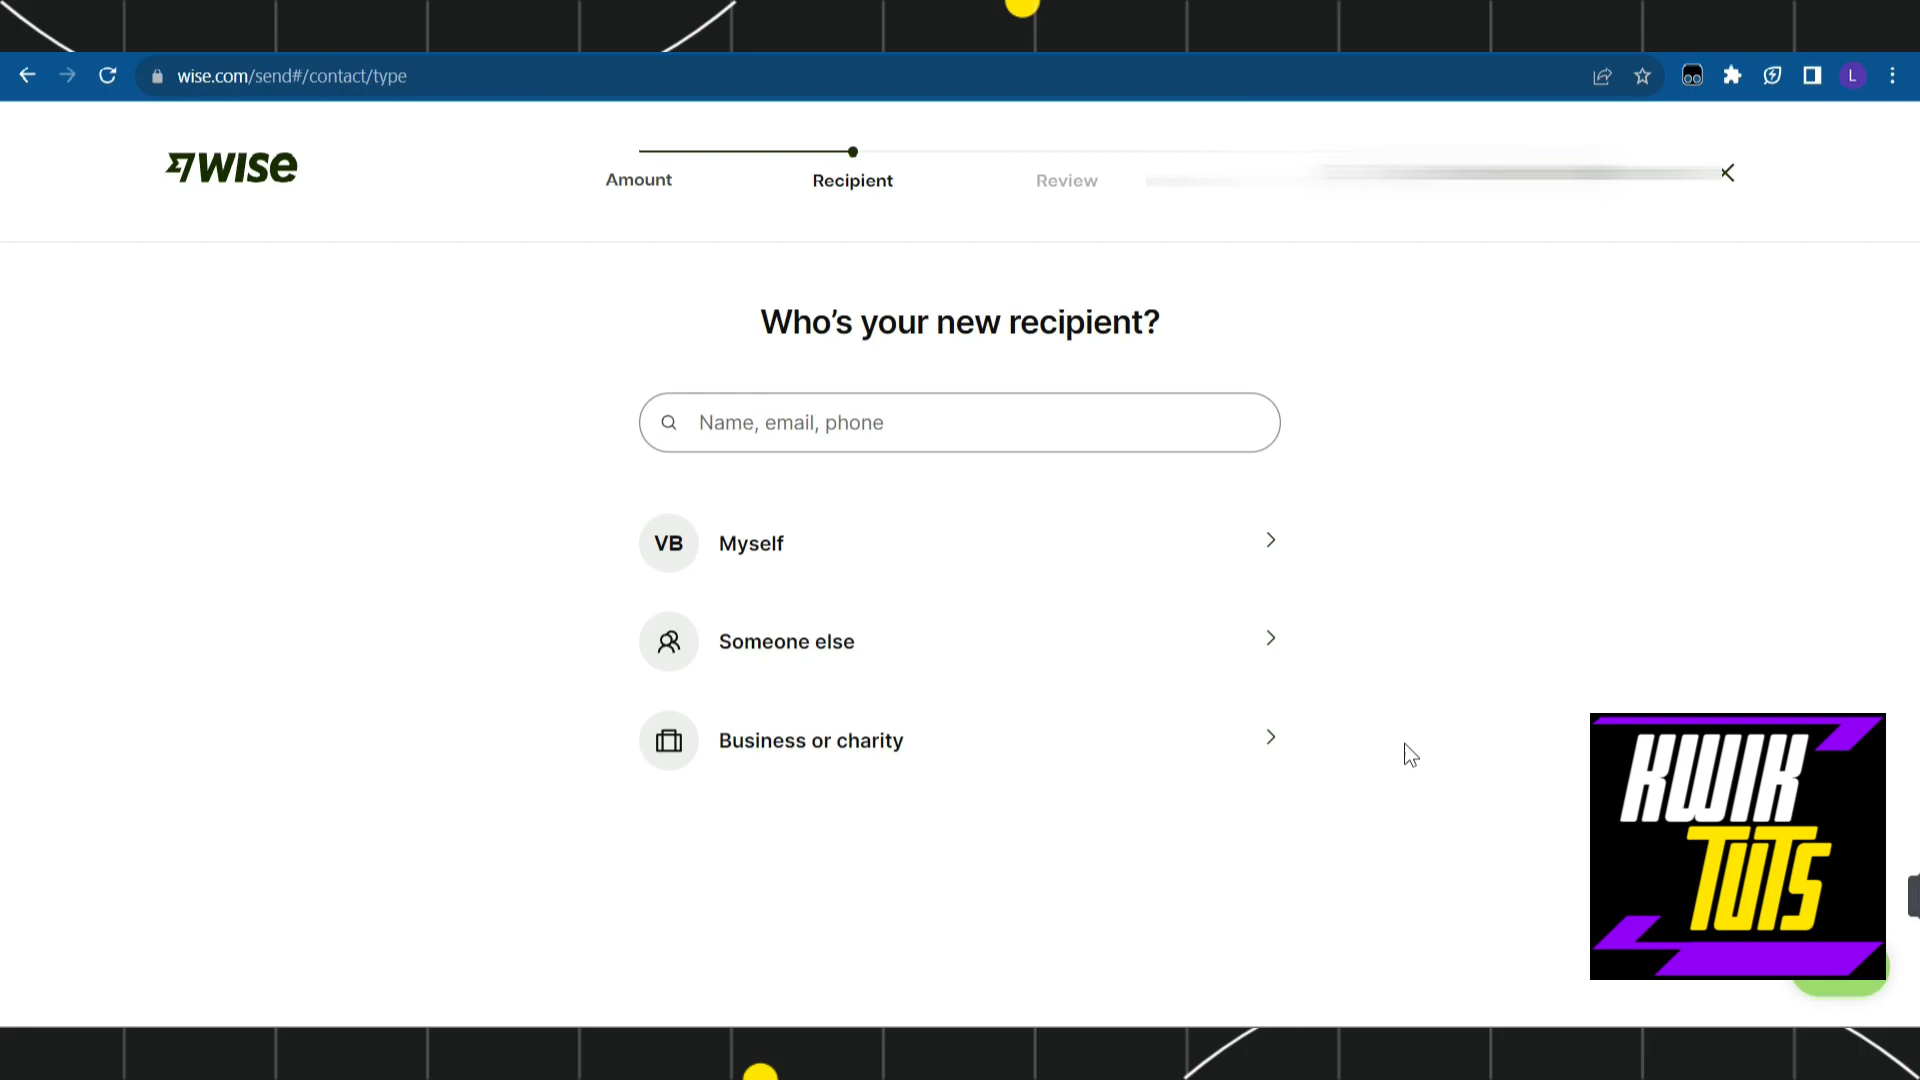 wise.com/send#/contact/type
L
WISE
Amount
Recipient
Review
Who’s your new recipient?
Name, email, phone
VB
Myself
Someone else
Business or charity
KWIK
TUTS